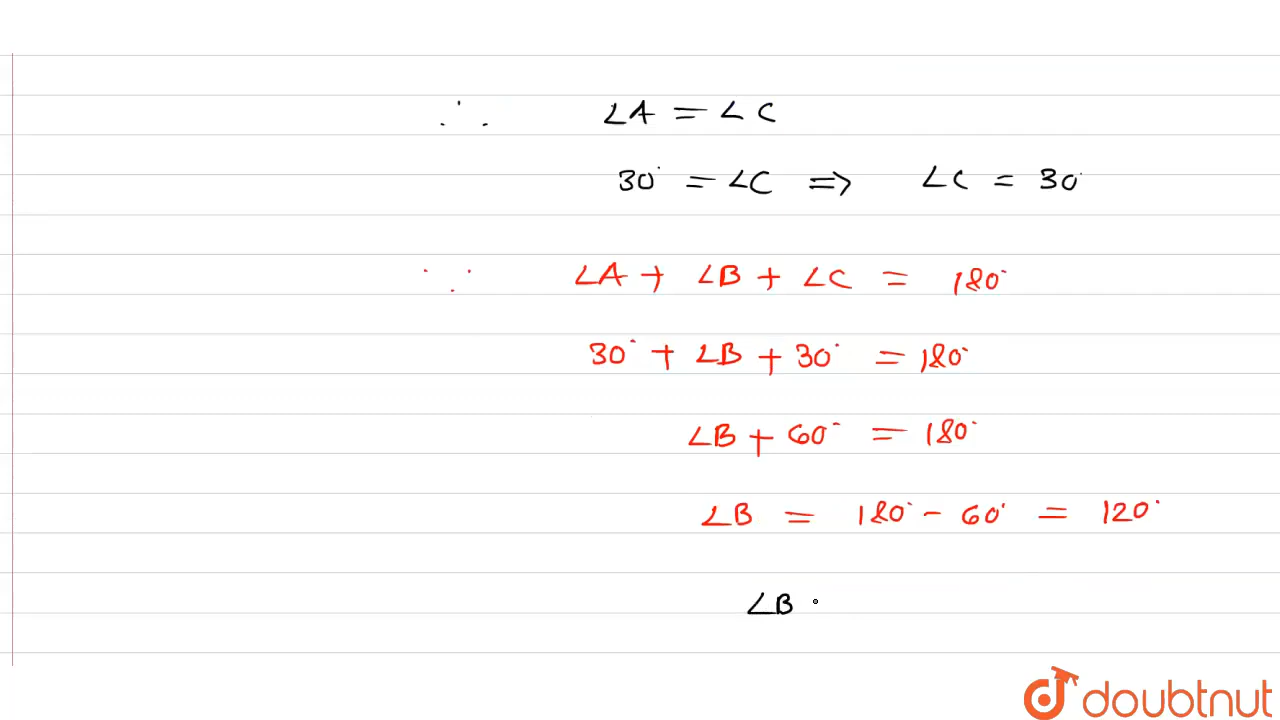 ∴ ∠A = ∠C
30° = ∠C ⇒ ∠C = 30°
∵ ∠A + ∠B + ∠C = 180°
30° + ∠B + 30° = 180°
∠B + 60° = 180°
∠B = 180° - 60° = 120°
∠B
doubtnut